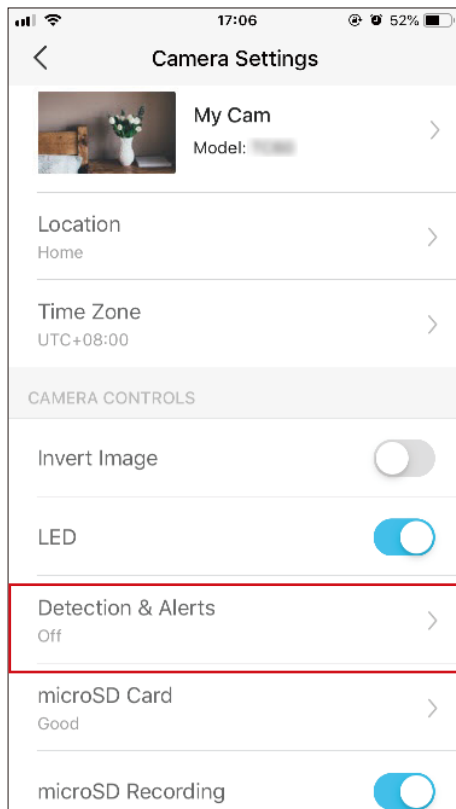 17:06
52%
Camera Settings
My Cam
Model:
Location
Home
Time Zone
UTC+08:00
CAMERA CONTROLS
Invert Image
LED
Detection & Alerts
Off
microSD Card
Good
microSD Recording